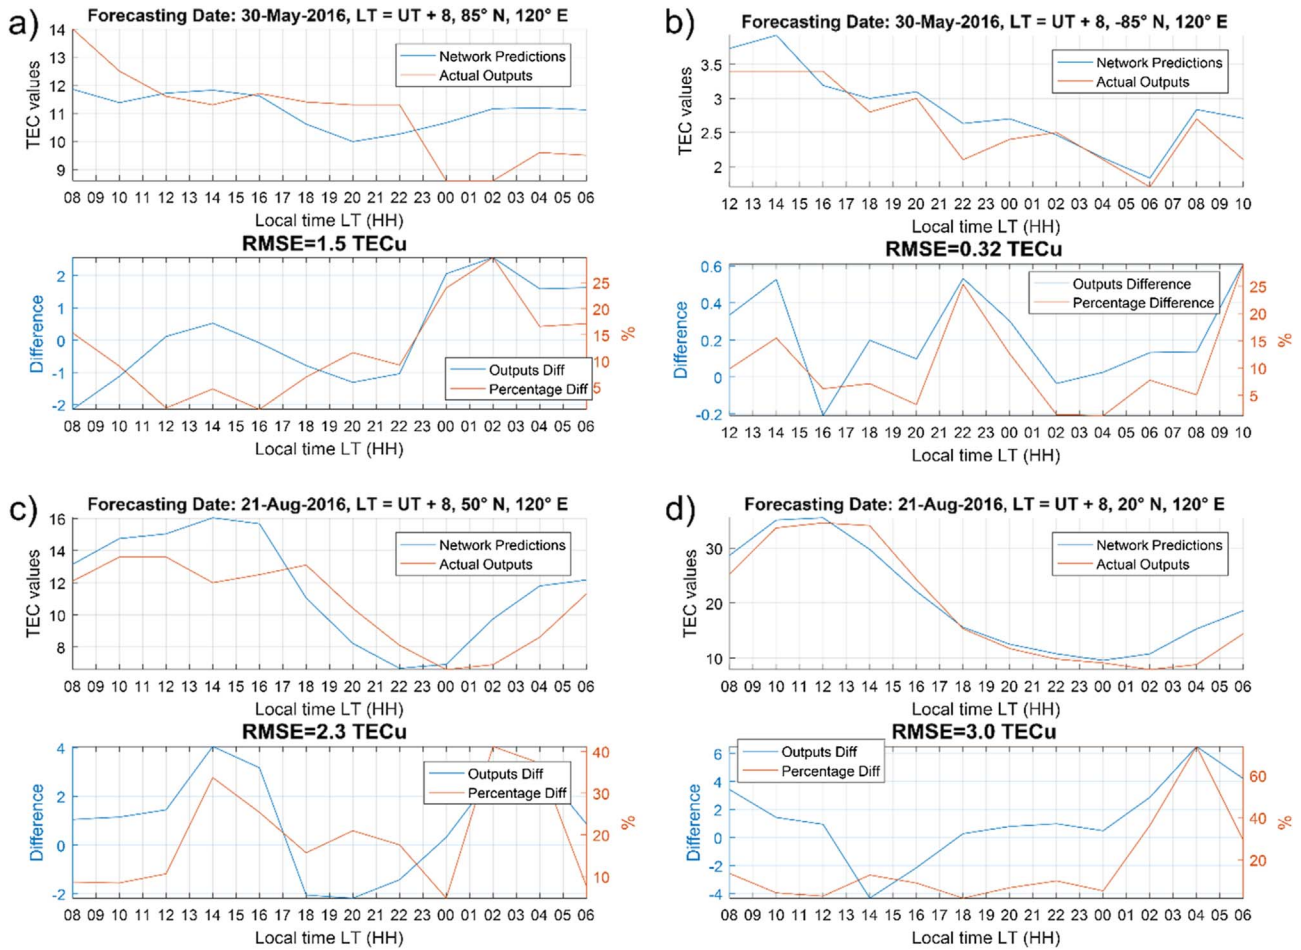 a)
Forecasting Date: 30-May-2016, LT = UT + 8, 85° N, 120° E
14
13
12
11
10
9
TEC values
Network Predictions
Actual Outputs
08 09 10 11 12 13 14 15 16 17 18 19 20 21 22 23 00 01 02 03 04 05 06
Local time LT (HH)
RMSE=1.5 TECu
2
1
0
-1
-2
Difference
25
20
15
10
5
%
Outputs Diff
Percentage Diff
08 09 10 11 12 13 14 15 16 17 18 19 20 21 22 23 00 01 02 03 04 05 06
Local time LT (HH)
b)
Forecasting Date: 30-May-2016, LT = UT + 8, -85° N, 120° E
3.5
3
2.5
2
TEC values
Network Predictions
Actual Outputs
12 13 14 15 16 17 18 19 20 21 22 23 00 01 02 03 04 05 06 07 08 09 10
Local time LT (HH)
RMSE=0.32 TECu
0.6
0.4
0.2
0
-0.2
Difference
25
20
15
10
5
%
Outputs Difference
Percentage Difference
12 13 14 15 16 17 18 19 20 21 22 23 00 01 02 03 04 05 06 07 08 09 10
Local time LT (HH)
c)
Forecasting Date: 21-Aug-2016, LT = UT + 8, 50° N, 120° E
16
14
12
10
8
TEC values
Network Predictions
Actual Outputs
08 09 10 11 12 13 14 15 16 17 18 19 20 21 22 23 00 01 02 03 04 05 06
Local time LT (HH)
RMSE=2.3 TECu
4
2
0
-2
Difference
40
30
20
10
%
Outputs Diff
Percentage Diff
08 09 10 11 12 13 14 15 16 17 18 19 20 21 22 23 00 01 02 03 04 05 06
Local time LT (HH)
d)
Forecasting Date: 21-Aug-2016, LT = UT + 8, 20° N, 120° E
30
20
10
TEC values
Network Predictions
Actual Outputs
08 09 10 11 12 13 14 15 16 17 18 19 20 21 22 23 00 01 02 03 04 05 06
Local time LT (HH)
RMSE=3.0 TECu
6
4
2
0
-2
-4
Difference
60
40
20
%
Outputs Diff
Percentage Diff
08 09 10 11 12 13 14 15 16 17 18 19 20 21 22 23 00 01 02 03 04 05 06
Local time LT (HH)